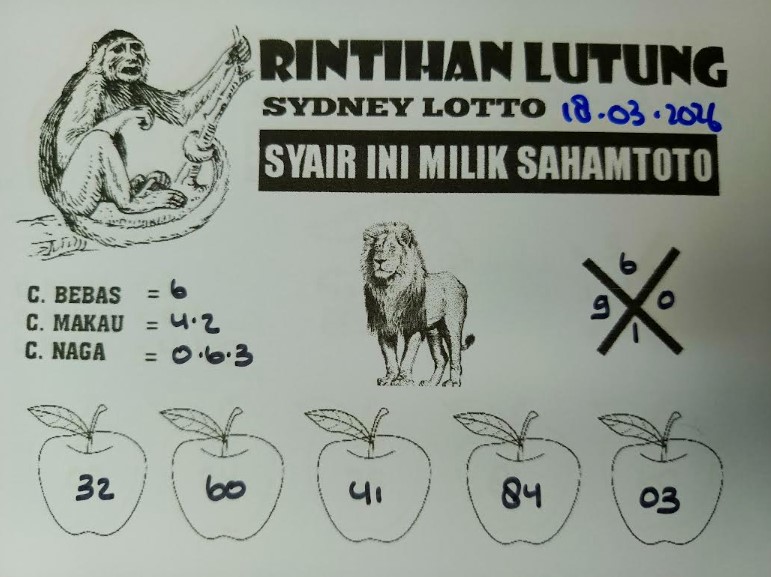 RINTIHAN LUTUNG
SYDNEY LOTTO 18.03.2026
SYAIR INI MILIK SAHAMTOTO
C. BEBAS = 6
C. MAKAU = 4.2
C. NAGA = 0.6.3
6
9 0
1
32 60 41 84 03